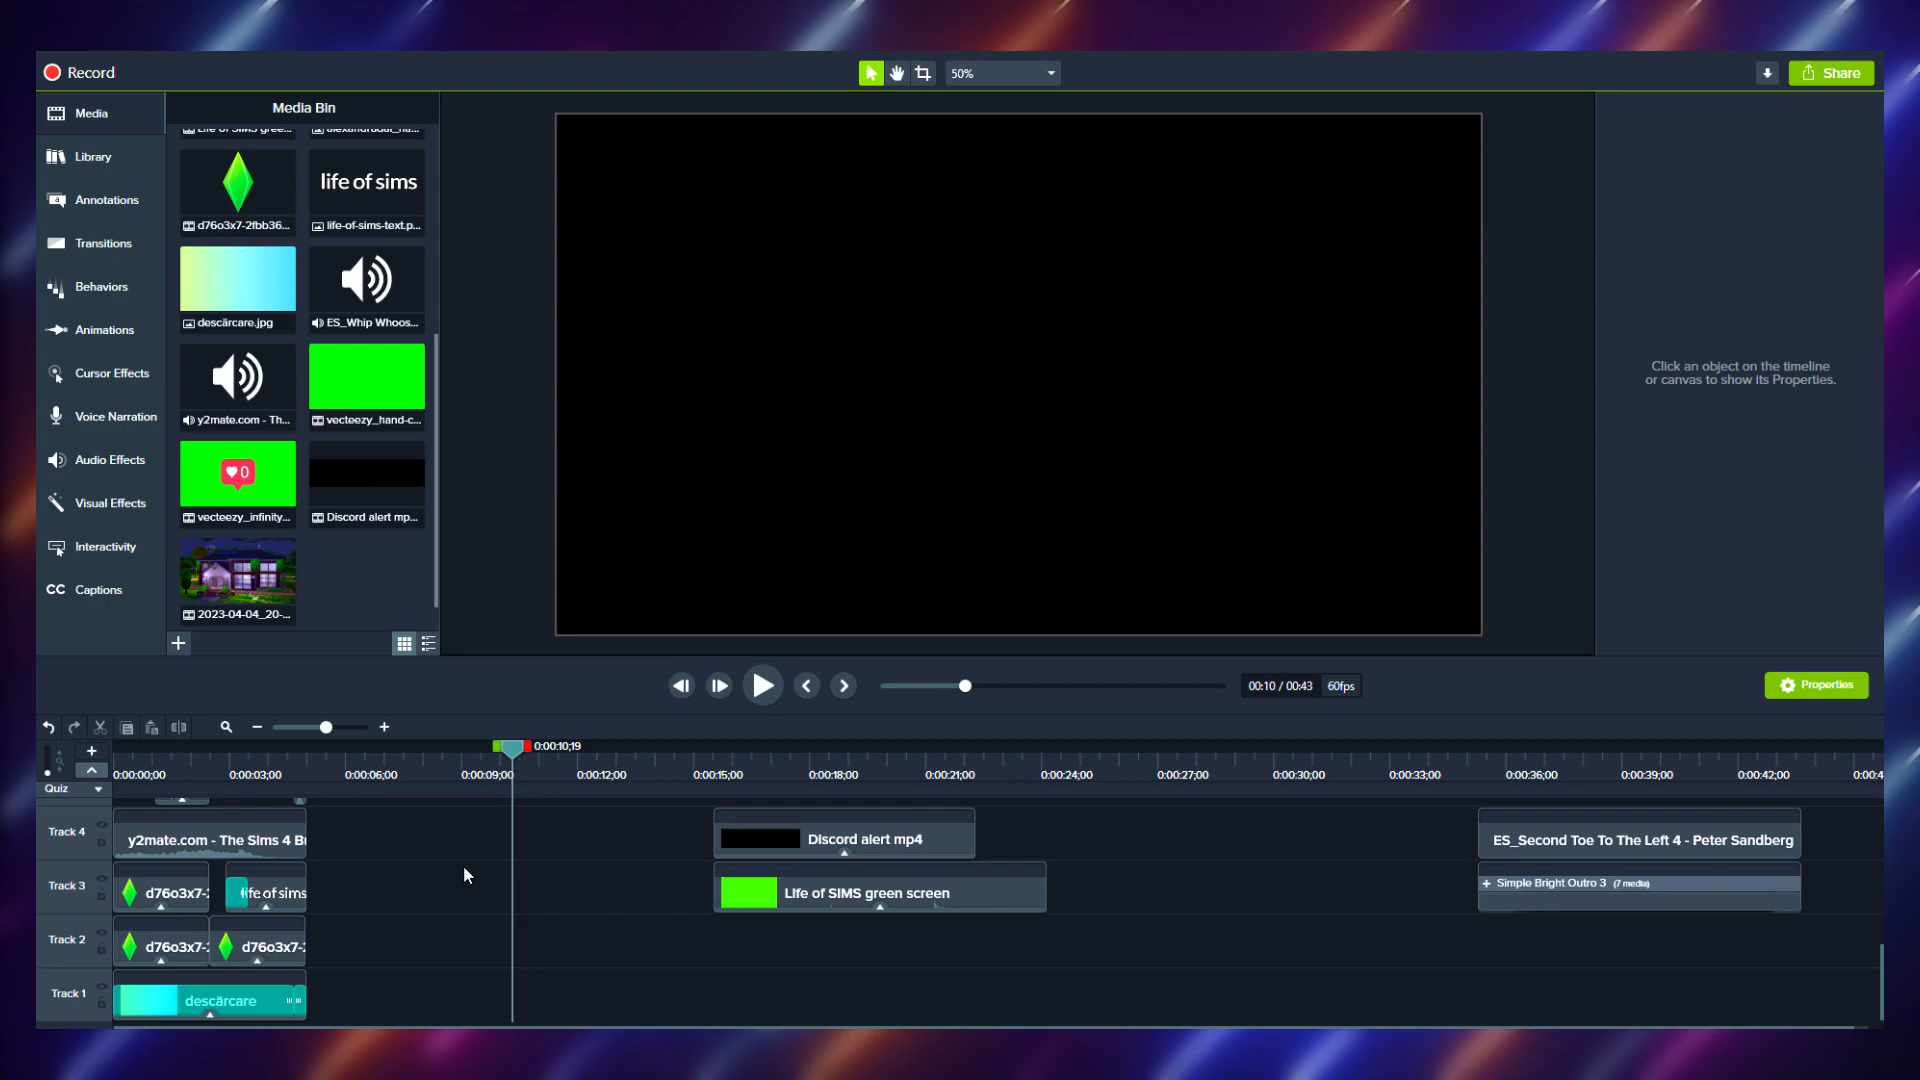 Record
50%
Share
Media
Library
Annotations
Transitions
Behaviors
Animations
Cursor Effects
Voice Narration
Audio Effects
Visual Effects
Interactivity
CC Captions
Media Bin
d76o3x7-2fbb36...
life of sims
life-of-sims-text.p...
descărcare.jpg
ES_Whip Whoos...
y2mate.com - Th...
vecteezy_hand-c...
0
vecteezy_infinity...
Discord alert mp...
2023-04-04_20-...
Click an object on the timeline
or canvas to show its Properties.
00:10 / 00:43
60fps
Properties
0:00:10;19
0:00:00;00
0:00:03;00
0:00:06;00
0:00:09;00
0:00:12;00
0:00:15;00
0:00:18;00
0:00:21;00
0:00:24;00
0:00:27;00
0:00:30;00
0:00:33;00
0:00:36;00
0:00:39;00
0:00:42;00
0:00:4
Quiz
Track 4
y2mate.com - The Sims 4 B
Discord alert mp4
ES_Second Toe To The Left 4 - Peter Sandberg
Track 3
d76o3x7-2
life of sims
Life of SIMS green screen
+ Simple Bright Outro 3 (7 media)
Track 2
d76o3x7-2
d76o3x7-2
Track 1
descărcare